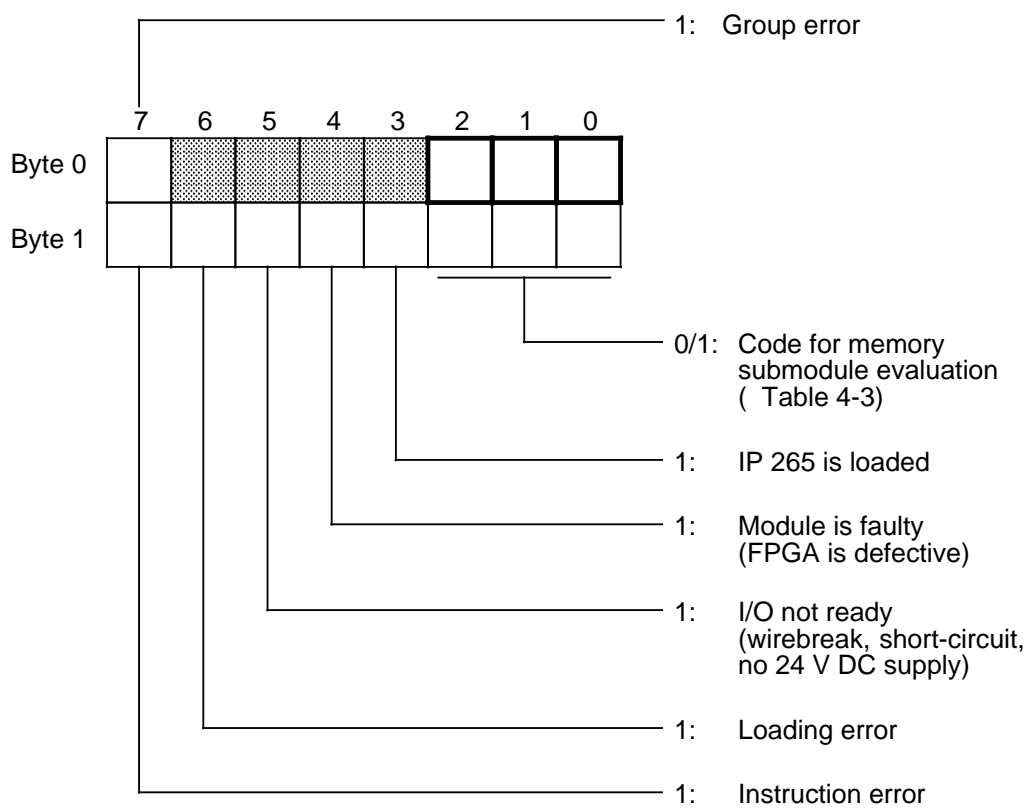 1: Group error
7 6 5 4 3 2 1 0
Byte 0
Byte 1
0/1: Code for memory
submodule evaluation
( Table 4-3)
1: IP 265 is loaded
1: Module is faulty
(FPGA is defective)
1: I/O not ready
(wirebreak, short-circuit,
no 24 V DC supply)
1: Loading error
1: Instruction error